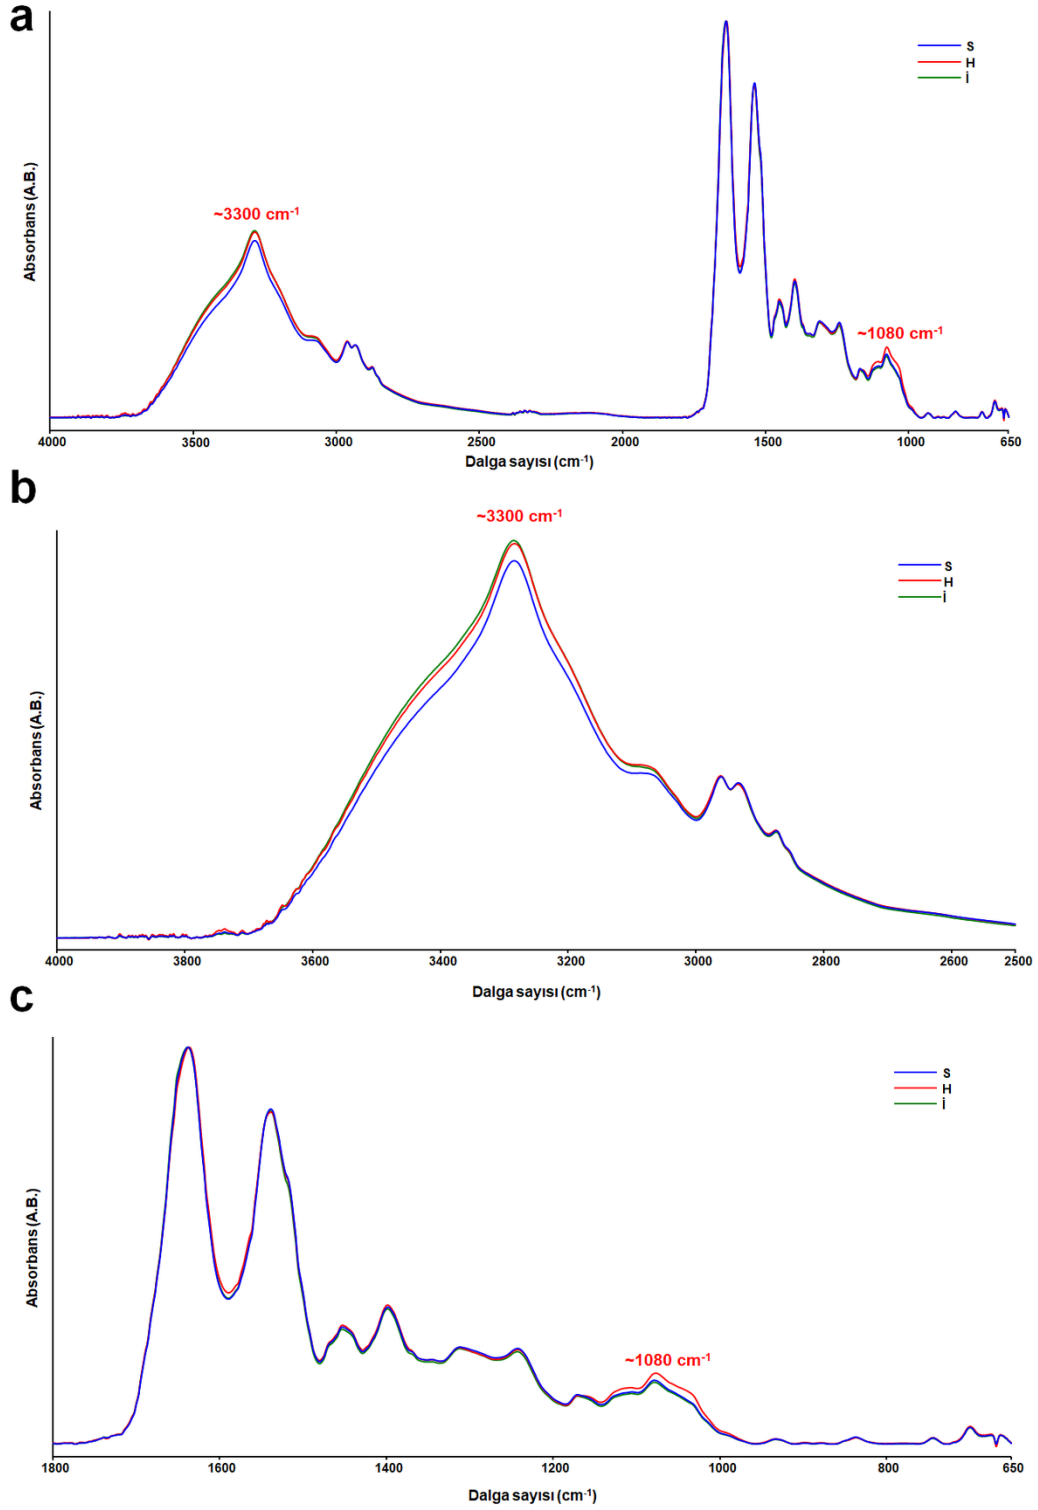 a
S
H
İ
~3300 cm-1
~1080 cm-1
Absorbans (A.B.)
4000 3500 3000 2500 2000 1500 1000 650
Dalga sayısı (cm-1)
b
~3300 cm-1
S
H
İ
Absorbans (A.B.)
4000 3800 3600 3400 3200 3000 2800 2600 2500
Dalga sayısı (cm-1)
c
S
H
İ
~1080 cm-1
Absorbans (A.B.)
1800 1600 1400 1200 1000 800 650
Dalga sayısı (cm-1)